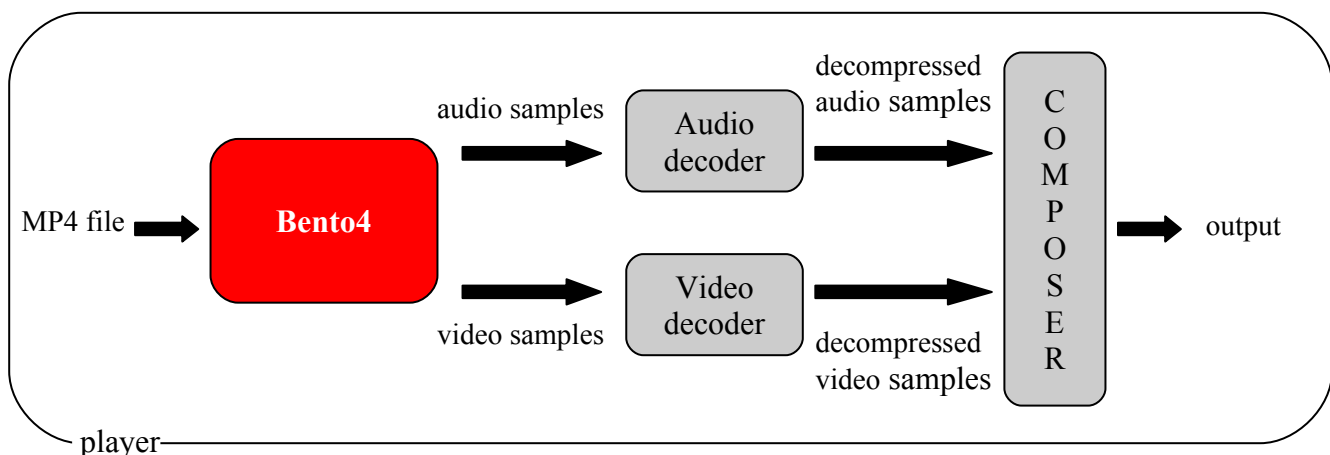 MP4 file
Bento4
audio samples
Audio
decoder
decompressed
audio samples
video samples
Video
decoder
decompressed
video samples
C
O
M
P
O
S
E
R
output
player